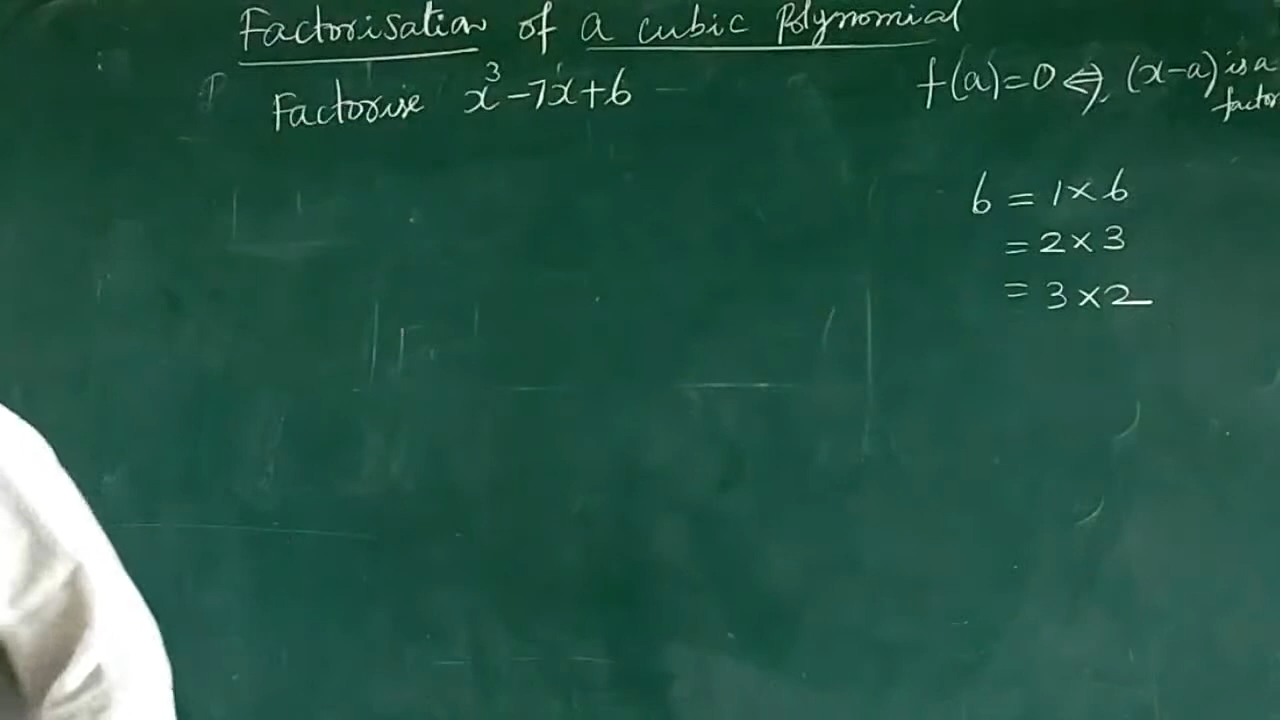 Factorisation of a cubic Polynomial
Factorise x³-7x+6
f(a)=0⇔(x-a) is a factor
6 = 1×6
= 2×3
= 3×2